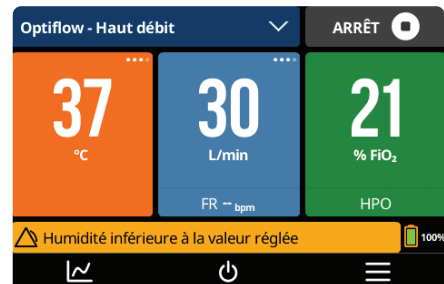 Optiflow - Haut débit
ARRÊT
37
°C
30
L/min
FR -- bpm
21
% FiO₂
HPO
Humidité inférieure à la valeur réglée
100%